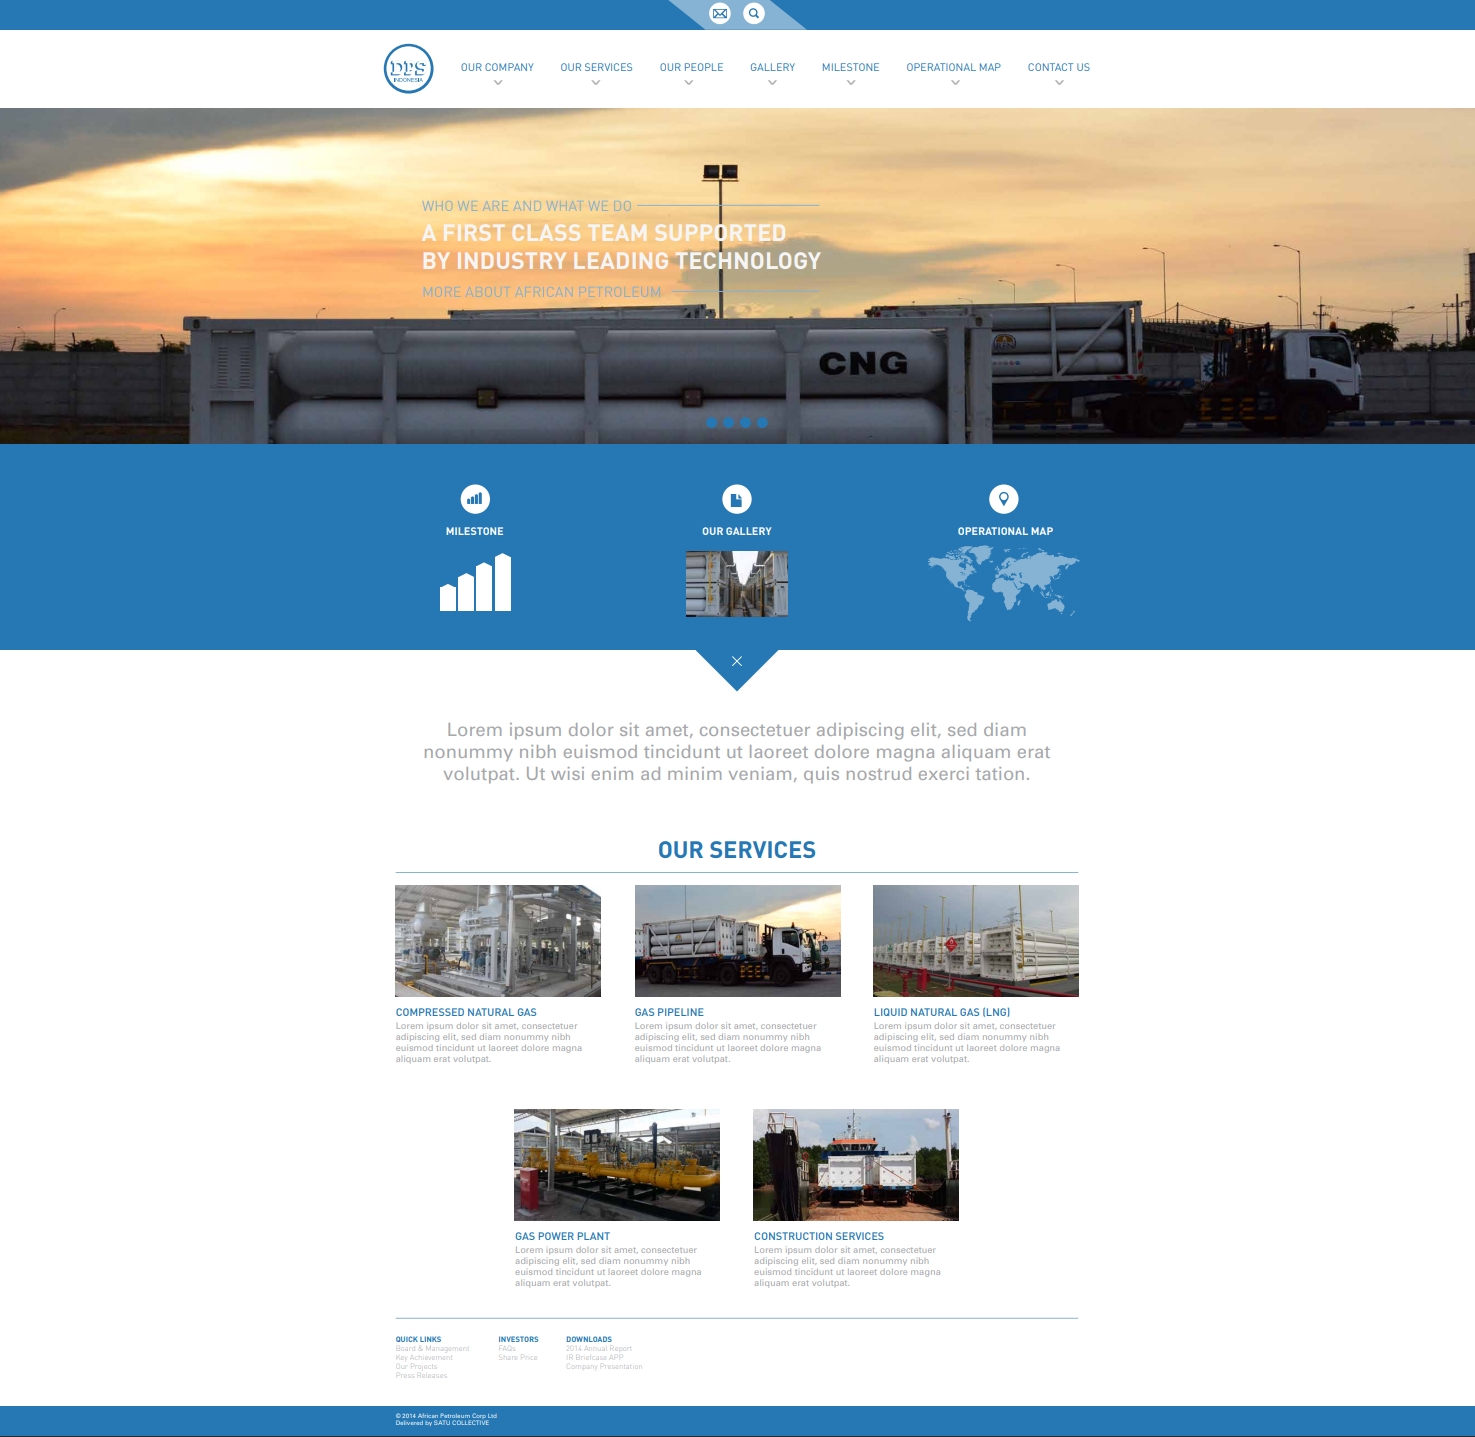 DPS
INDONESIA
OUR COMPANY
OUR SERVICES
OUR PEOPLE
GALLERY
MILESTONE
OPERATIONAL MAP
CONTACT US
WHO WE ARE AND WHAT WE DO
A FIRST CLASS TEAM SUPPORTED
BY INDUSTRY LEADING TECHNOLOGY
MORE ABOUT AFRICAN PETROLEUM
CNG
MILESTONE
OUR GALLERY
OPERATIONAL MAP
Lorem ipsum dolor sit amet, consectetuer adipiscing elit, sed diam
nonummy nibh euismod tincidunt ut laoreet dolore magna aliquam erat
volutpat. Ut wisi enim ad minim veniam, quis nostrud exerci tation.
OUR SERVICES
COMPRESSED NATURAL GAS
Lorem ipsum dolor sit amet, consectetuer
adipiscing elit, sed diam nonummy nibh
euismod tincidunt ut laoreet dolore magna
aliquam erat volutpat.
GAS PIPELINE
Lorem ipsum dolor sit amet, consectetuer
adipiscing elit, sed diam nonummy nibh
euismod tincidunt ut laoreet dolore magna
aliquam erat volutpat.
LIQUID NATURAL GAS (LNG)
Lorem ipsum dolor sit amet, consectetuer
adipiscing elit, sed diam nonummy nibh
euismod tincidunt ut laoreet dolore magna
aliquam erat volutpat.
GAS POWER PLANT
Lorem ipsum dolor sit amet, consectetuer
adipiscing elit, sed diam nonummy nibh
euismod tincidunt ut laoreet dolore magna
aliquam erat volutpat.
CONSTRUCTION SERVICES
Lorem ipsum dolor sit amet, consectetuer
adipiscing elit, sed diam nonummy nibh
euismod tincidunt ut laoreet dolore magna
aliquam erat volutpat.
QUICK LINKS
Board & Management
Key Achievement
Our Projects
Press Releases
INVESTORS
FAQs
Share Price
DOWNLOADS
2014 Annual Report
IR Briefcase APP
Company Presentation
© 2014 African Petroleum Corp Ltd
Delivered by SATU COLLECTIVE